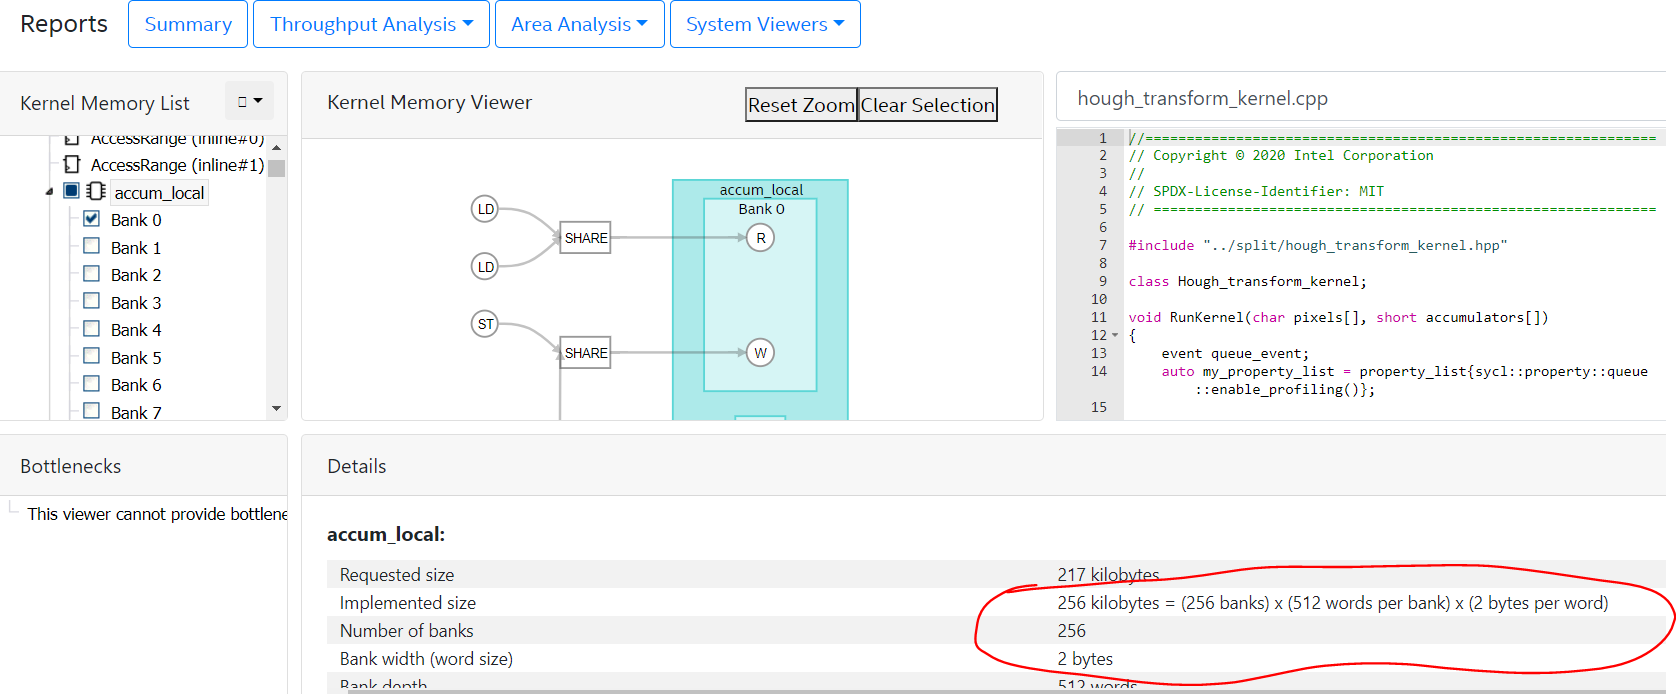 Reports Summary Throughput Analysis Area Analysis System Viewers
Kernel Memory List
AccessRange (inline#0)
AccessRange (inline#1)
accum_local
Bank 0
Bank 1
Bank 2
Bank 3
Bank 4
Bank 5
Bank 6
Bank 7
Kernel Memory Viewer Reset Zoom Clear Selection
accum_local
Bank 0
LD
SHARE R
LD
ST
SHARE W
hough_transform_kernel.cpp
1 //==============================================================
2 // Copyright © 2020 Intel Corporation
3 //
4 // SPDX-License-Identifier: MIT
5 // =============================================================
6
7 #include "../split/hough_transform_kernel.hpp"
8
9 class Hough_transform_kernel;
10
11 void RunKernel(char pixels[], short accumulators[])
12 {
13 event queue_event;
14 auto my_property_list = property_list{sycl::property::queue
::enable_profiling()};
15
Bottlenecks
This viewer cannot provide bottlene
Details
accum_local:
Requested size 217 kilobytes
Implemented size 256 kilobytes = (256 banks) x (512 words per bank) x (2 bytes per word)
Number of banks 256
Bank width (word size) 2 bytes
Bank depth 512 words